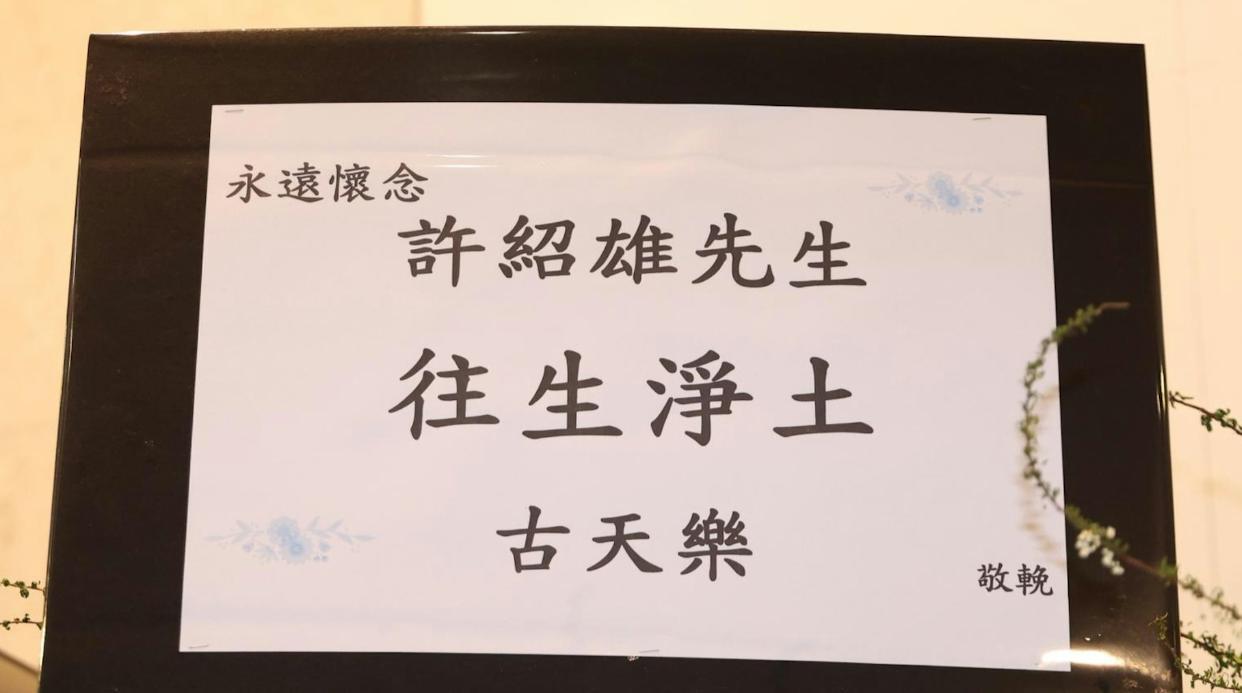 永遠懷念
許紹雄先生
往生淨土
古天樂
敬輓